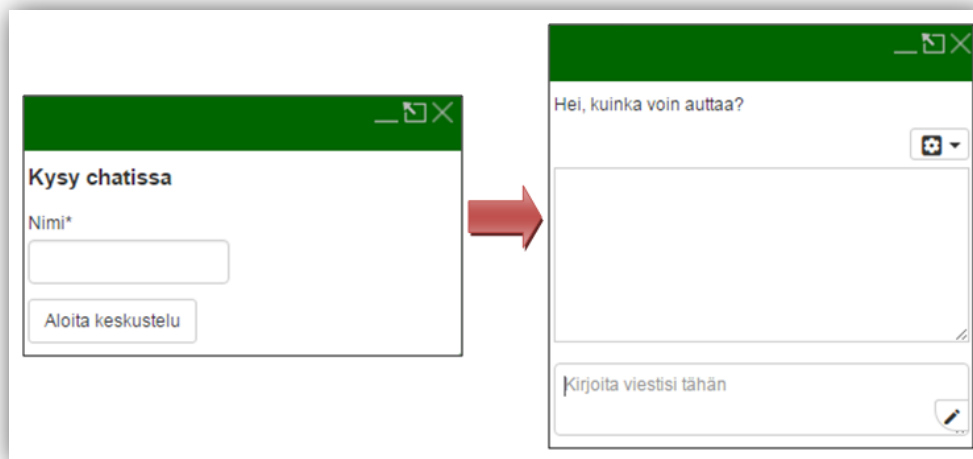 Kysy chatissa
Nimi*
Aloita keskustelu
Hei, kuinka voin auttaa?
Kirjoita viestisi tähän